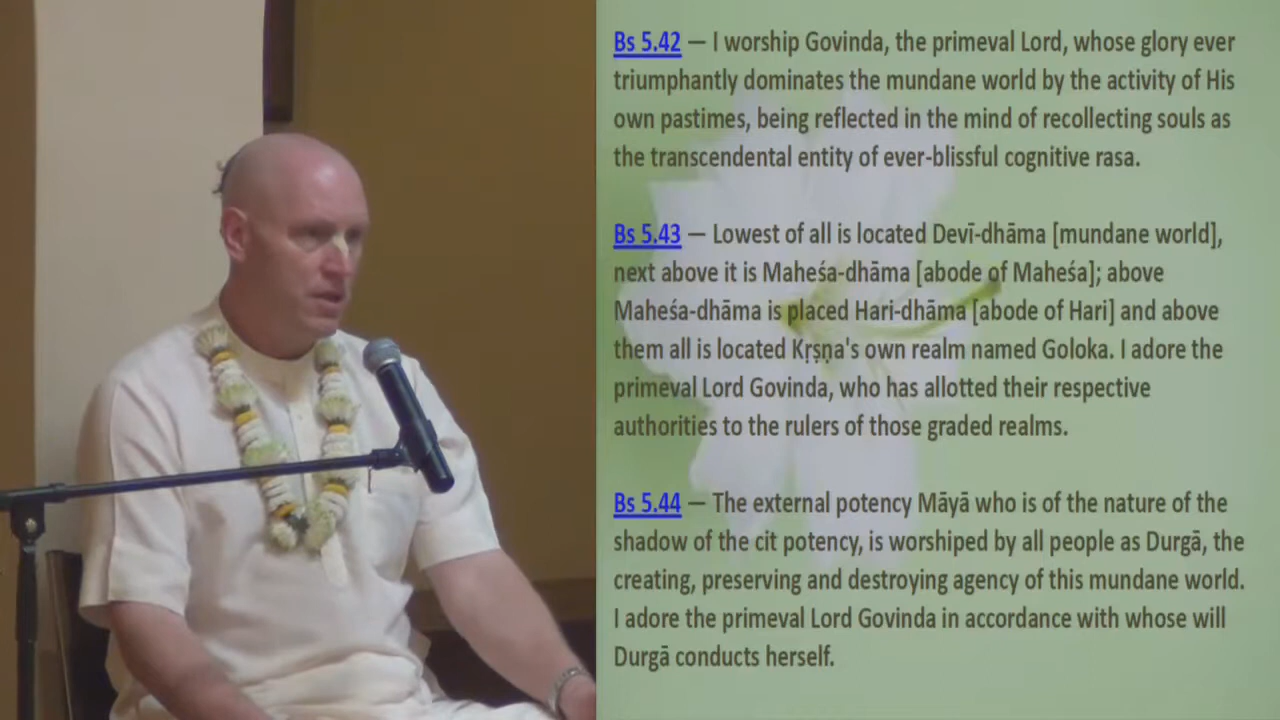 Bs 5.42 — I worship Govinda, the primeval Lord, whose glory ever
triumphantly dominates the mundane world by the activity of His
own pastimes, being reflected in the mind of recollecting souls as
the transcendental entity of ever-blissful cognitive rasa.
Bs 5.43 — Lowest of all is located Devī-dhāma [mundane world],
next above it is Maheśa-dhāma [abode of Maheśa]; above
Maheśa-dhāma is placed Hari-dhāma [abode of Hari] and above
them all is located Kṛṣṇa's own realm named Goloka. I adore the
primeval Lord Govinda, who has allotted their respective
authorities to the rulers of those graded realms.
Bs 5.44 — The external potency Māyā who is of the nature of the
shadow of the cit potency, is worshiped by all people as Durgā, the
creating, preserving and destroying agency of this mundane world.
I adore the primeval Lord Govinda in accordance with whose will
Durgā conducts herself.